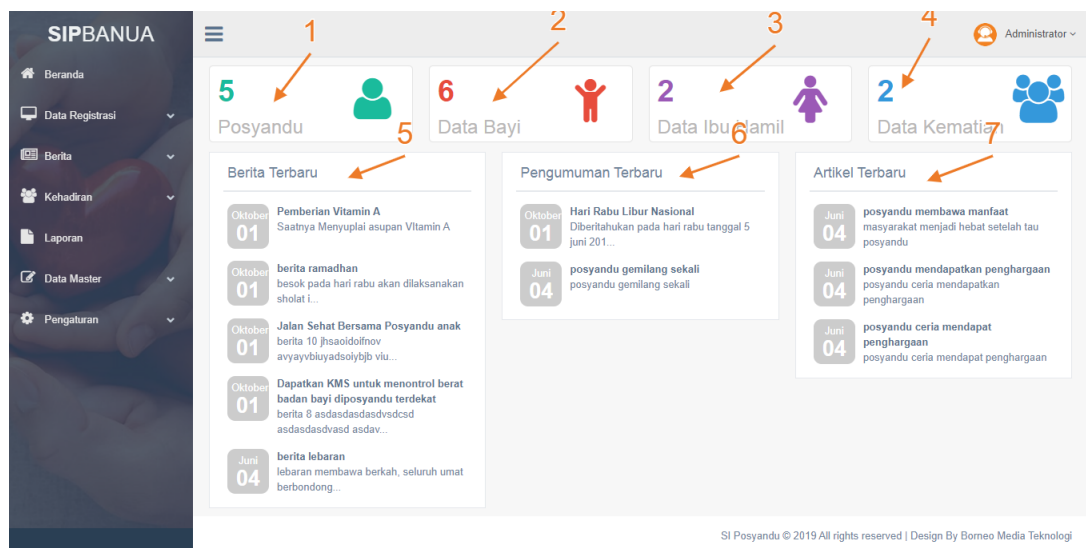 SIPBANUA
Administrator
Beranda
Data Registrasi
Berita
Kehadiran
Laporan
Data Master
Pengaturan
1
2
3
4
5
Posyandu
6
Data Bayi
2
Data Ibu Hamil
2
Data Kematian
5
6
7
Berita Terbaru
Oktober
01
Pemberian Vitamin A
Saatnya Menyuplai asupan VItamin A
Oktober
01
berita ramadhan
besok pada hari rabu akan dilaksanakan
sholat i...
Oktober
01
Jalan Sehat Bersama Posyandu anak
berita 10 jhsaoidoifnov
avyayvbiuyadsoiybjb viu...
Oktober
01
Dapatkan KMS untuk menontrol berat
badan bayi diposyandu terdekat
berita 8 asdasdasdasdvsdcsd
asdasdasdvasd asdav...
Juni
04
berita lebaran
lebaran membawa berkah, seluruh umat
berbondong...
Pengumuman Terbaru
Oktober
01
Hari Rabu Libur Nasional
Diberitahukan pada hari rabu tanggal 5
juni 201...
Juni
04
posyandu gemilang sekali
posyandu gemilang sekali
Artikel Terbaru
Juni
04
posyandu membawa manfaat
masyarakat menjadi hebat setelah tau
posyandu
Juni
04
posyandu mendapatkan penghargaan
posyandu ceria mendapatkan
penghargaan
Juni
04
posyandu ceria mendapat
penghargaan
posyandu ceria mendapat penghargaan
SI Posyandu © 2019 All rights reserved | Design By Borneo Media Teknologi